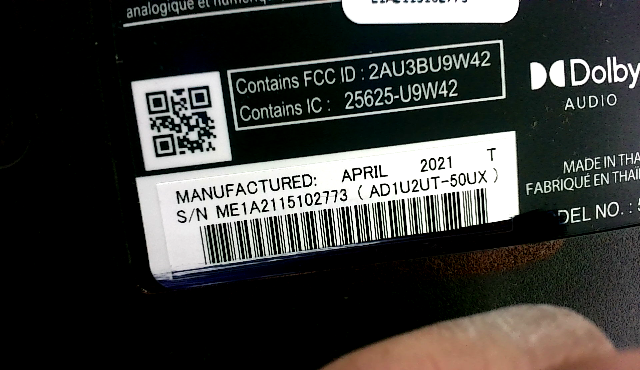 analogique et numérique
Contains FCC ID : 2AU3BU9W42
Contains IC : 25625-U9W42
Dolby
AUDIO
MANUFACTURED: APRIL 2021 T
S/N ME1A2115102773 ( AD1U2UT-50UX )
MADE IN THA
FABRIQUÉ EN THAÏ
DEL NO. :